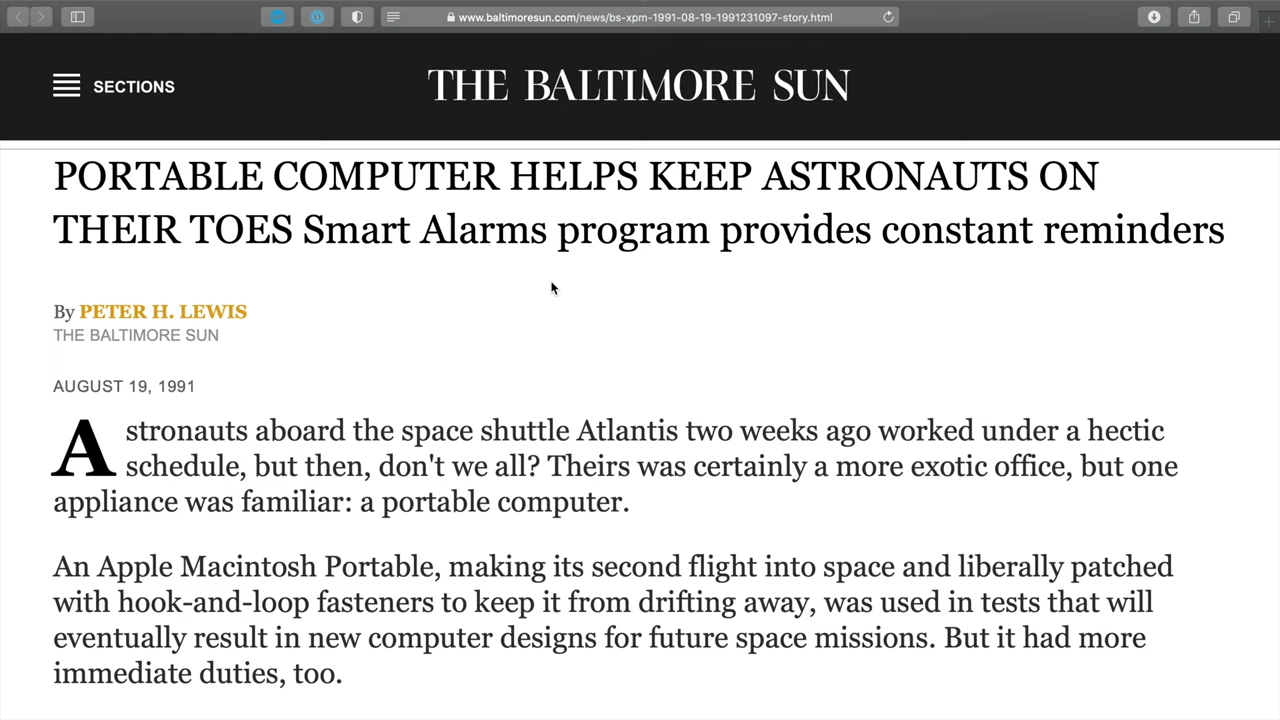 www.baltimoresun.com/news/bs-xpm-1991-08-19-1991231097-story.html
SECTIONS
THE BALTIMORE SUN
PORTABLE COMPUTER HELPS KEEP ASTRONAUTS ON
THEIR TOES Smart Alarms program provides constant reminders
By PETER H. LEWIS
THE BALTIMORE SUN
AUGUST 19, 1991
Astronauts aboard the space shuttle Atlantis two weeks ago worked under a hectic
schedule, but then, don't we all? Theirs was certainly a more exotic office, but one
appliance was familiar: a portable computer.
An Apple Macintosh Portable, making its second flight into space and liberally patched
with hook-and-loop fasteners to keep it from drifting away, was used in tests that will
eventually result in new computer designs for future space missions. But it had more
immediate duties, too.